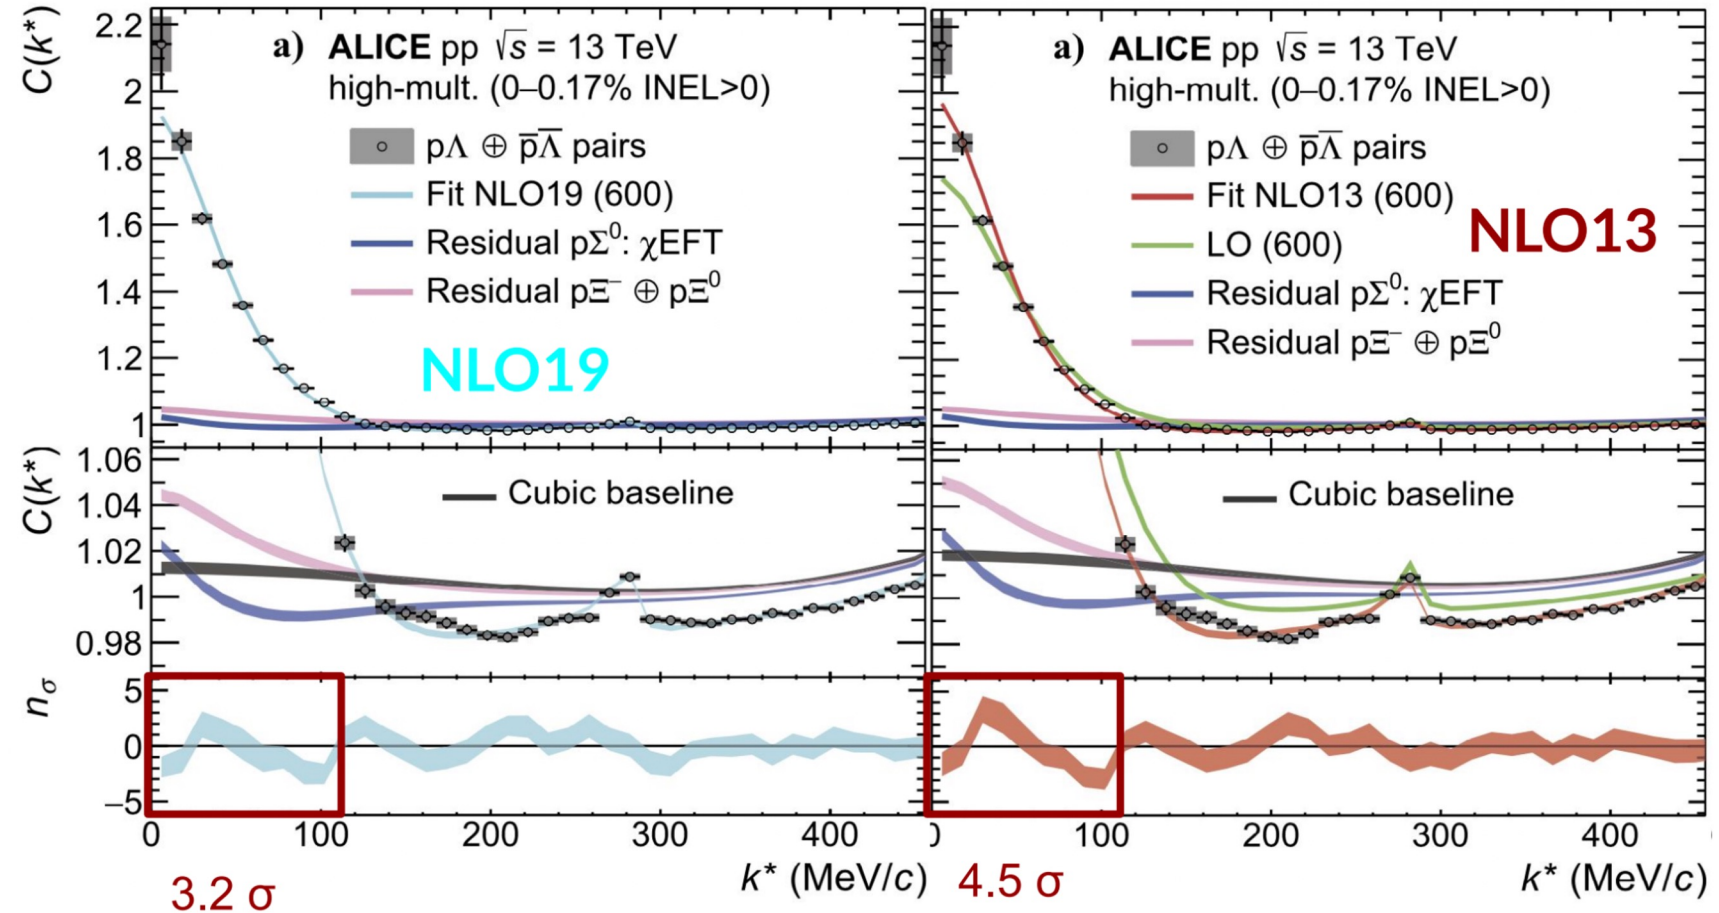 C(k*)
2.2
2
1.8
1.6
1.4
1.2
1
a) ALICE pp √s = 13 TeV
high-mult. (0–0.17% INEL>0)
pΛ ⊕ p̅Λ̅ pairs
Fit NLO19 (600)
Residual pΣ⁰: χEFT
Residual pΞ⁻ ⊕ pΞ⁰
NLO19
C(k*)
1.06
1.04
1.02
1
0.98
Cubic baseline
nσ
5
0
−5
0 100 200 300 400
k* (MeV/c)
3.2 σ
a) ALICE pp √s = 13 TeV
high-mult. (0–0.17% INEL>0)
pΛ ⊕ p̅Λ̅ pairs
Fit NLO13 (600)
LO (600)
Residual pΣ⁰: χEFT
Residual pΞ⁻ ⊕ pΞ⁰
NLO13
Cubic baseline
0 100 200 300 400
k* (MeV/c)
4.5 σ